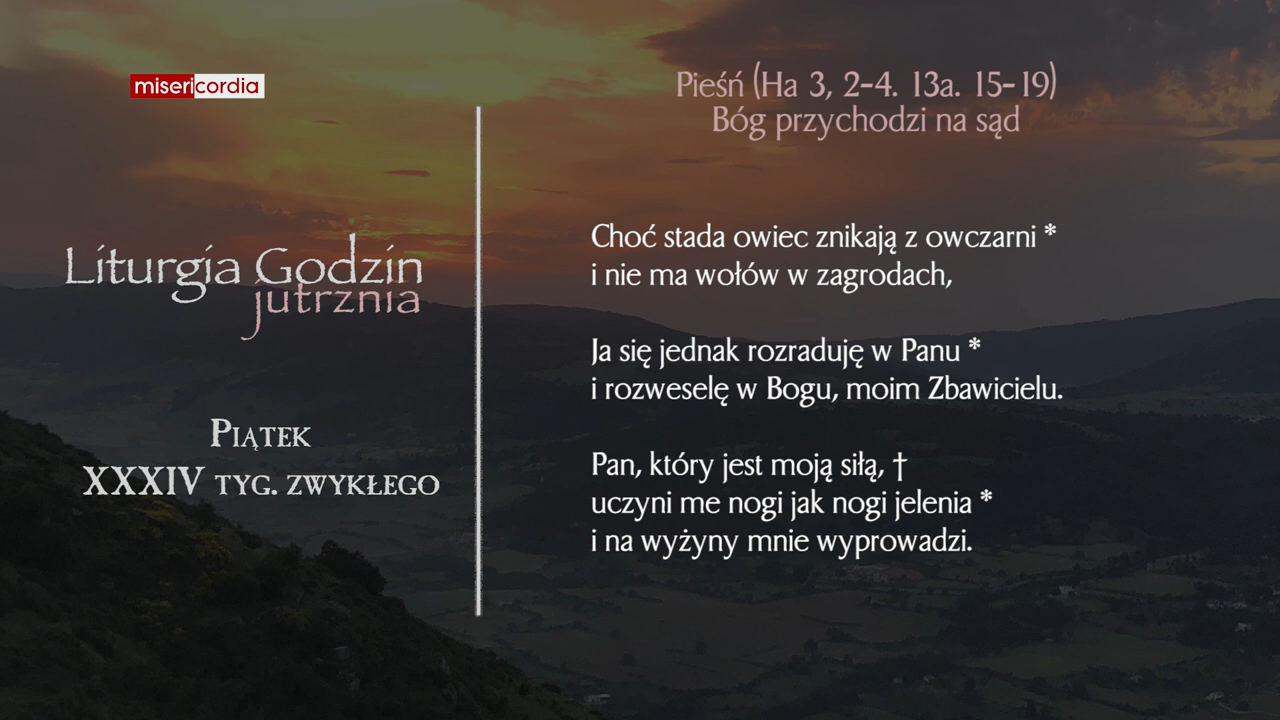 misericordia
Liturgia Godzin
jutrznia
Piątek
XXXIV tyg. zwykłego
Pieśń (Ha 3, 2-4. 13a. 15-19)
Bóg przychodzi na sąd
Choć stada owiec znikają z owczarni *
i nie ma wołów w zagrodach,
Ja się jednak rozraduję w Panu *
i rozweselę w Bogu, moim Zbawicielu.
Pan, który jest moją siłą, †
uczyni me nogi jak nogi jelenia *
i na wyżyny mnie wyprowadzi.